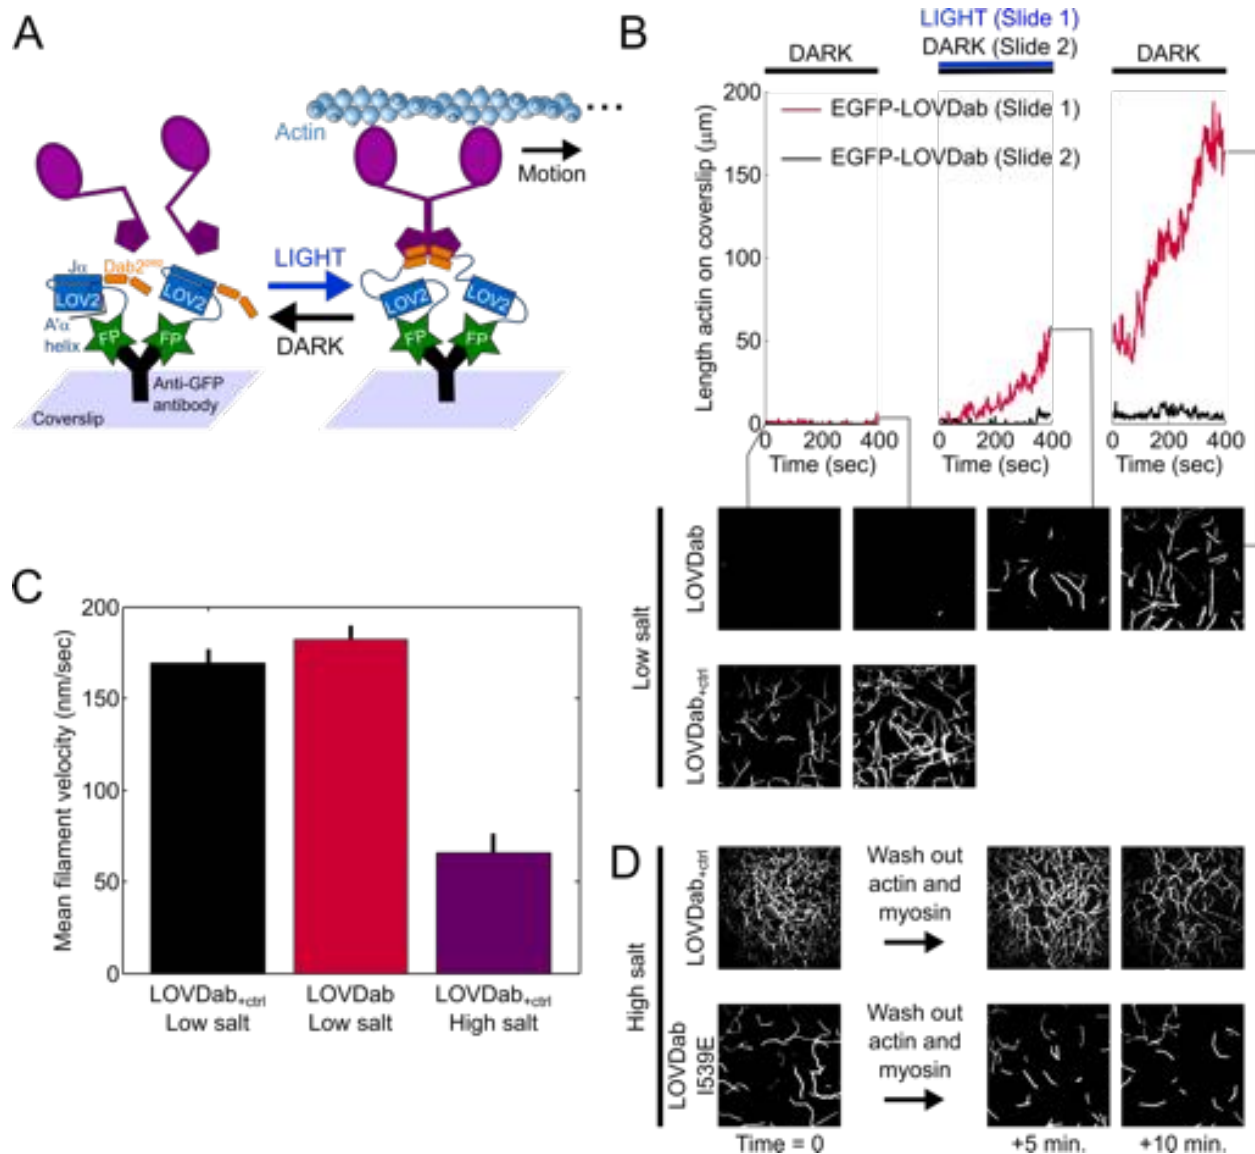 A
Actin
Motion
LIGHT
DARK
Jα
Dab2pep
LOV2
LOV2
LOV2
LOV2
A'α
helix
FP
FP
FP
FP
Anti-GFP
antibody
Coverslip
B
LIGHT (Slide 1)
DARK
DARK (Slide 2)
DARK
EGFP-LOVDab (Slide 1)
EGFP-LOVDab (Slide 2)
Length actin on coverslip (μm)
200
150
100
50
0
0 200 400
0 200 400
0 200 400
Time (sec)
Time (sec)
Time (sec)
Low salt
LOVDab
LOVDab+ctrl
C
Mean filament velocity (nm/sec)
200
150
100
50
0
LOVDab+ctrl
Low salt
LOVDab
Low salt
LOVDab+ctrl
High salt
D
High salt
LOVDab+ctrl
Wash out
actin and
myosin
LOVDab
I539E
Wash out
actin and
myosin
Time = 0
+5 min.
+10 min.